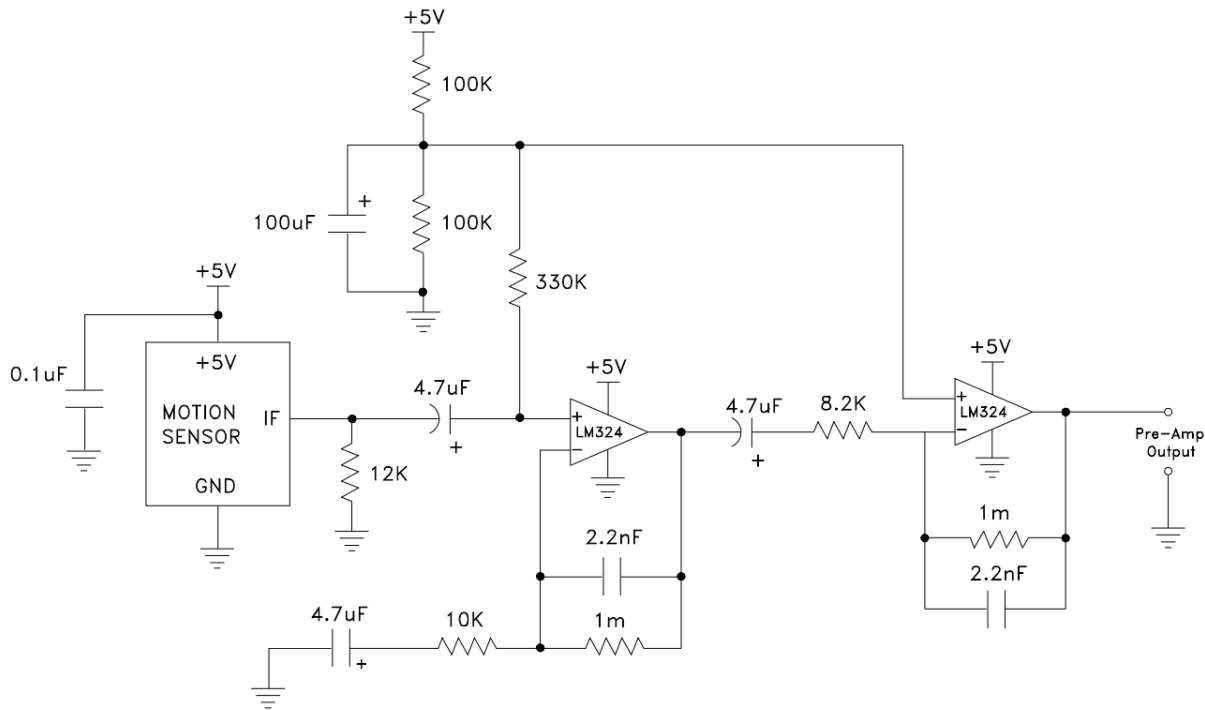 +5V
100K
+
100uF
100K
330K
+5V
0.1uF
+5V
MOTION
SENSOR
IF
GND
12K
4.7uF
+
+5V
+
LM324
−
4.7uF
+
8.2K
+5V
+
LM324
−
Pre-Amp
Output
1m
2.2nF
2.2nF
1m
4.7uF
+
10K